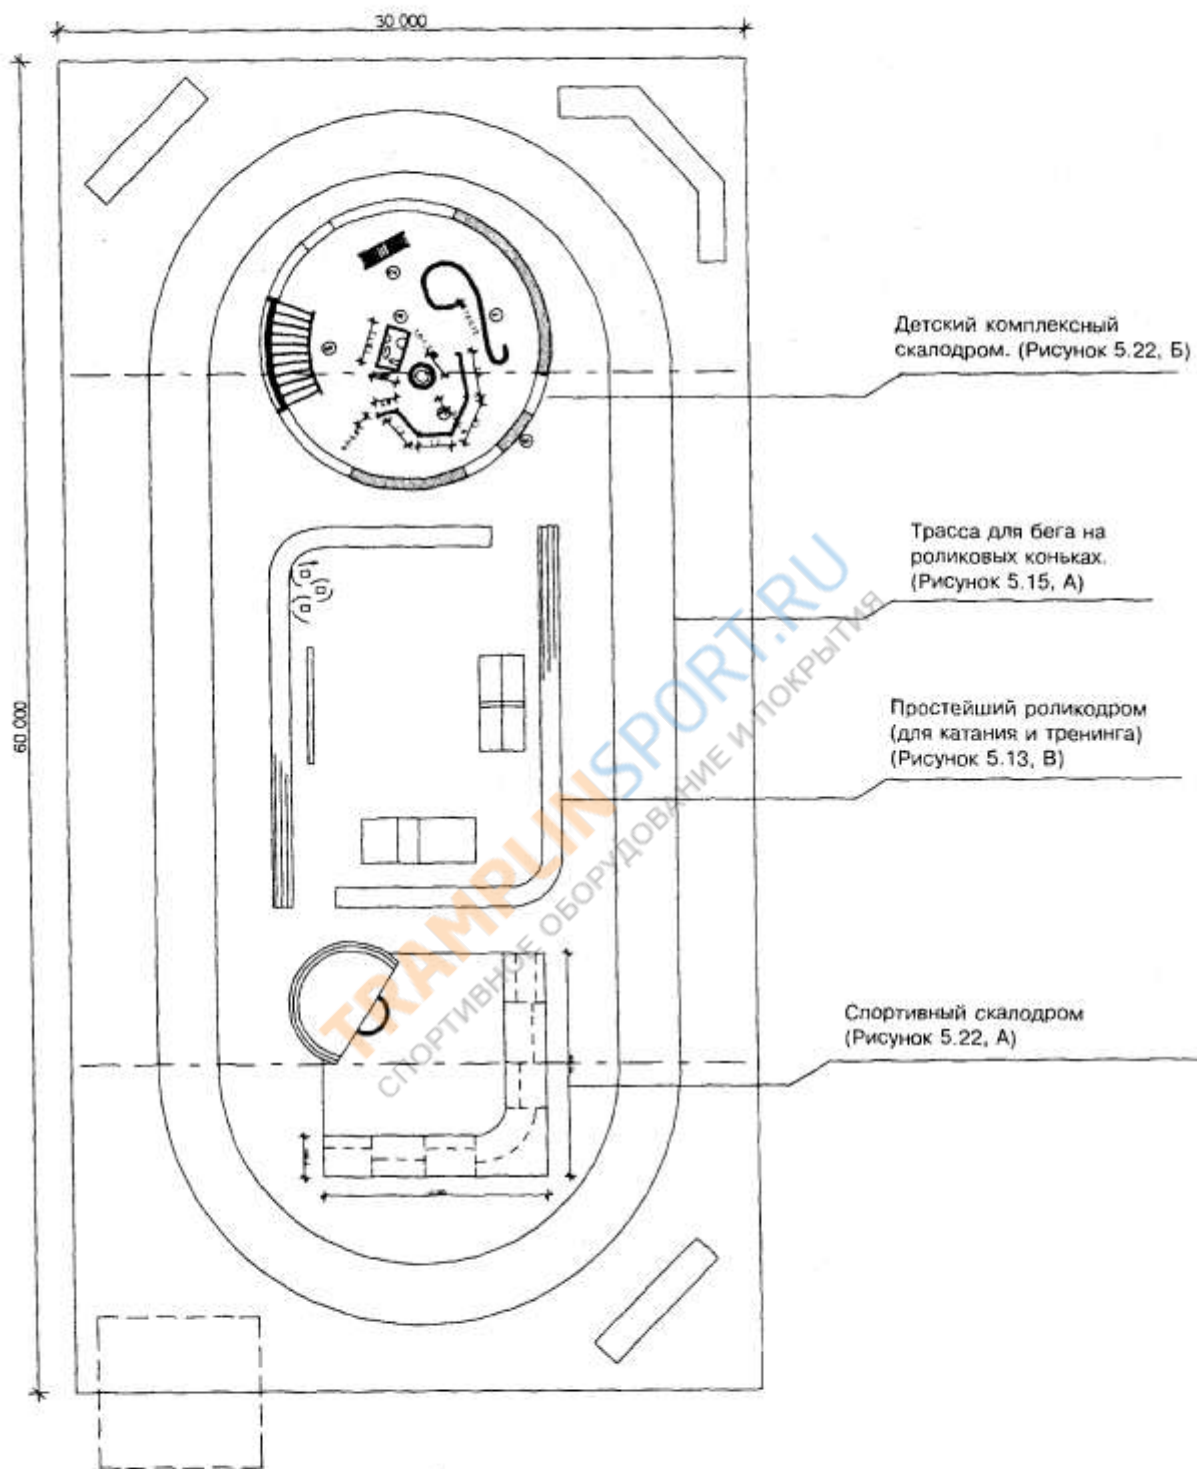 30 000
60 000
Детский комплексный
скалодром. (Рисунок 5.22, Б)
Трасса для бега на
роликовых коньках.
(Рисунок 5.15, А)
Простейший роликодром
(для катания и тренинга)
(Рисунок 5.13, В)
Спортивный скалодром
(Рисунок 5.22, А)
TRAMPLINSPORT.RU
СПОРТИВНОЕ ОБОРУДОВАНИЕ И ПОКРЫТИЯ